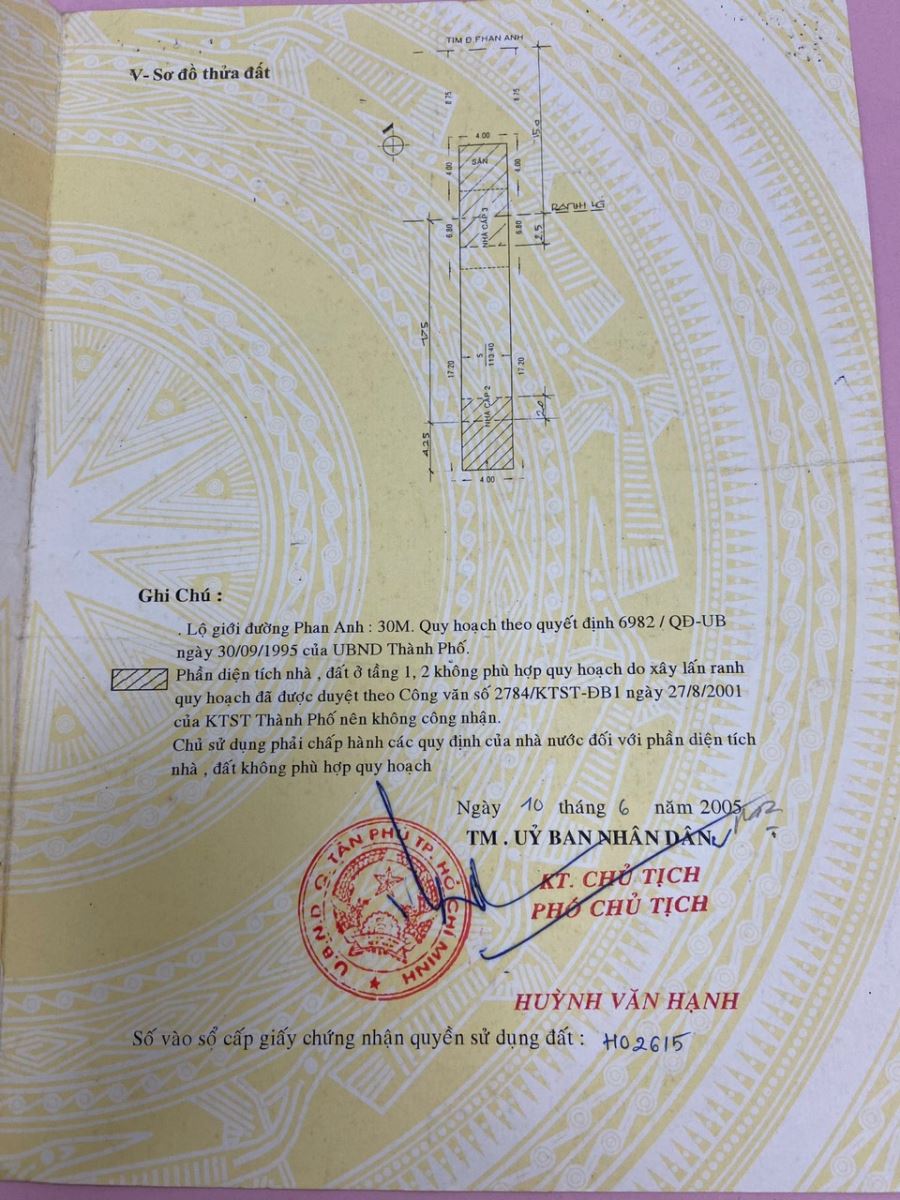 TIM Đ.PHAN ANH
V- Sơ đồ thửa đất
8.75
8.75
15.0
4.00
SÂN
4.00
4.00
RANH LG
6.80
NHÀ CẤP 3
6.80
2.5
17.5
5
113.40
17.20
17.20
NHÀ CẤP 2
2.0
4.25
4.00
Ghi Chú :
. Lộ giới đường Phan Anh : 30M. Quy hoạch theo quyết định 6982 / QĐ-UB
ngày 30/09/1995 của UBND Thành Phố.
Phần diện tích nhà , đất ở tầng 1, 2 không phù hợp quy hoạch do xây lấn ranh
quy hoạch đã được duyệt theo Công văn số 2784/KTST-ĐB1 ngày 27/8/2001
của KTST Thành Phố nên không công nhận.
Chủ sử dụng phải chấp hành các quy định của nhà nước đối với phần diện tích
nhà , đất không phù hợp quy hoạch
Ngày 10 tháng 6 năm 2005
TM . UỶ BAN NHÂN DÂN
KT. CHỦ TỊCH
PHÓ CHỦ TỊCH
U.B.N.D Q. TÂN PHÚ TP. HỒ CHÍ MINH
HUỲNH VĂN HẠNH
Số vào sổ cấp giấy chứng nhận quyền sử dụng đất : H02615